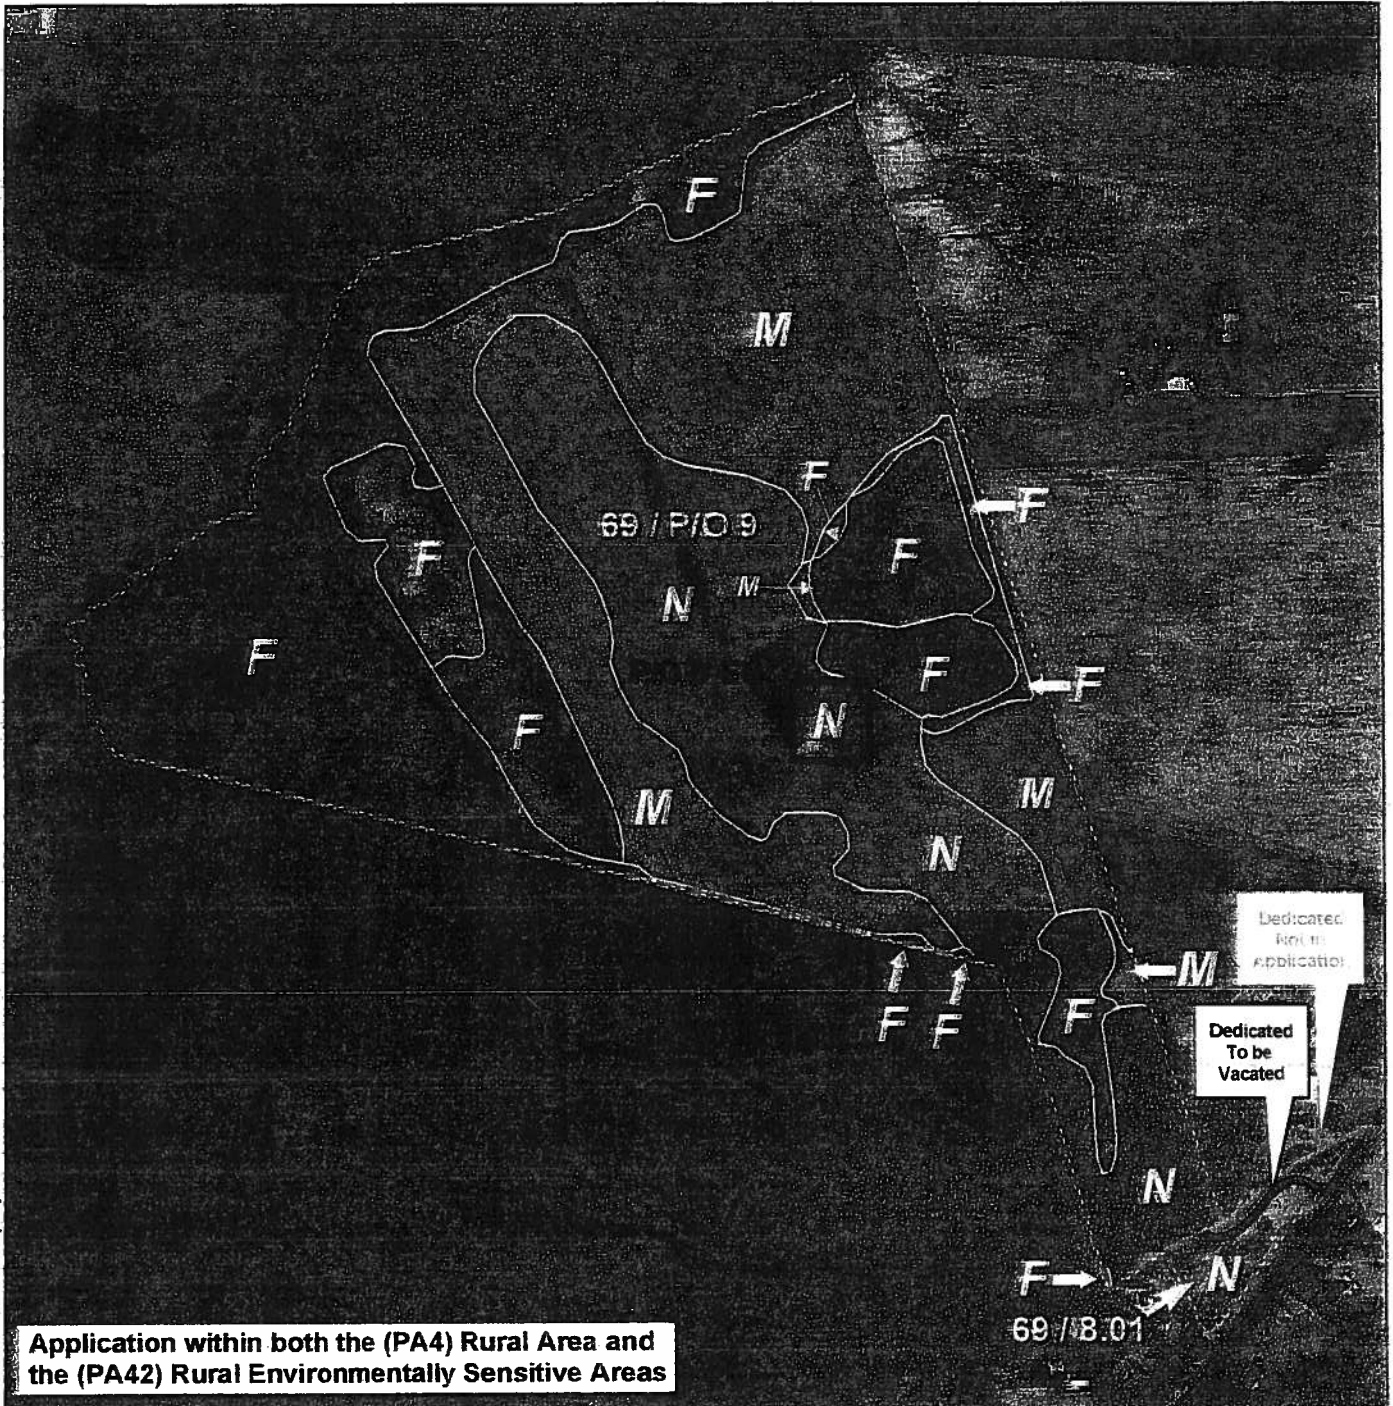 F
M
F
69 / P/O 9
F
F
F
M
N
F
F
F
F
N
M
M
N
Dedicated
Not in
Application
M
F
F
F
Dedicated
To be
Vacated
N
F
N
69 / 8.01
Application within both the (PA4) Rural Area and
the (PA42) Rural Environmentally Sensitive Areas